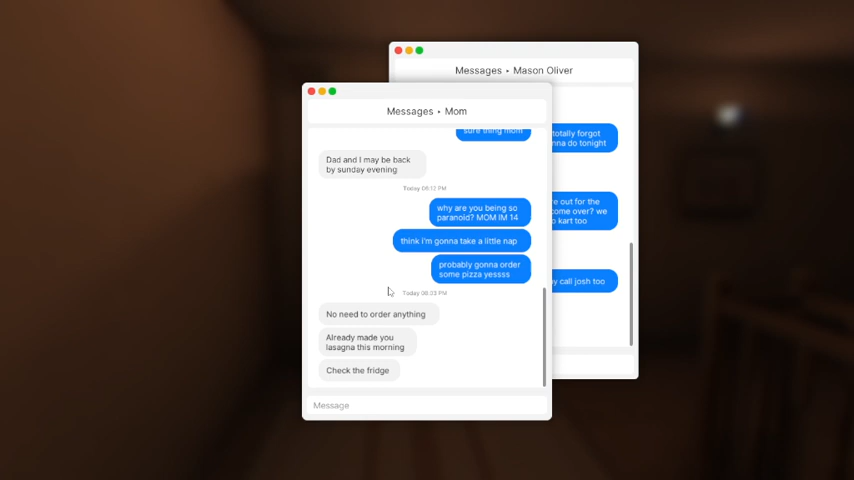 Messages • Mason Oliver
Messages • Mom
sure thing mom
totally forgot
nna do tonight
Dad and I may be back
by sunday evening
Today 06:12 PM
why are you being so
paranoid? MOM IM 14
e out for the
come over? we
o kart too
think i'm gonna take a little nap
probably gonna order
some pizza yessss
y call josh too
Today 06:23 PM
No need to order anything
Already made you
lasagna this morning
Check the fridge
Message